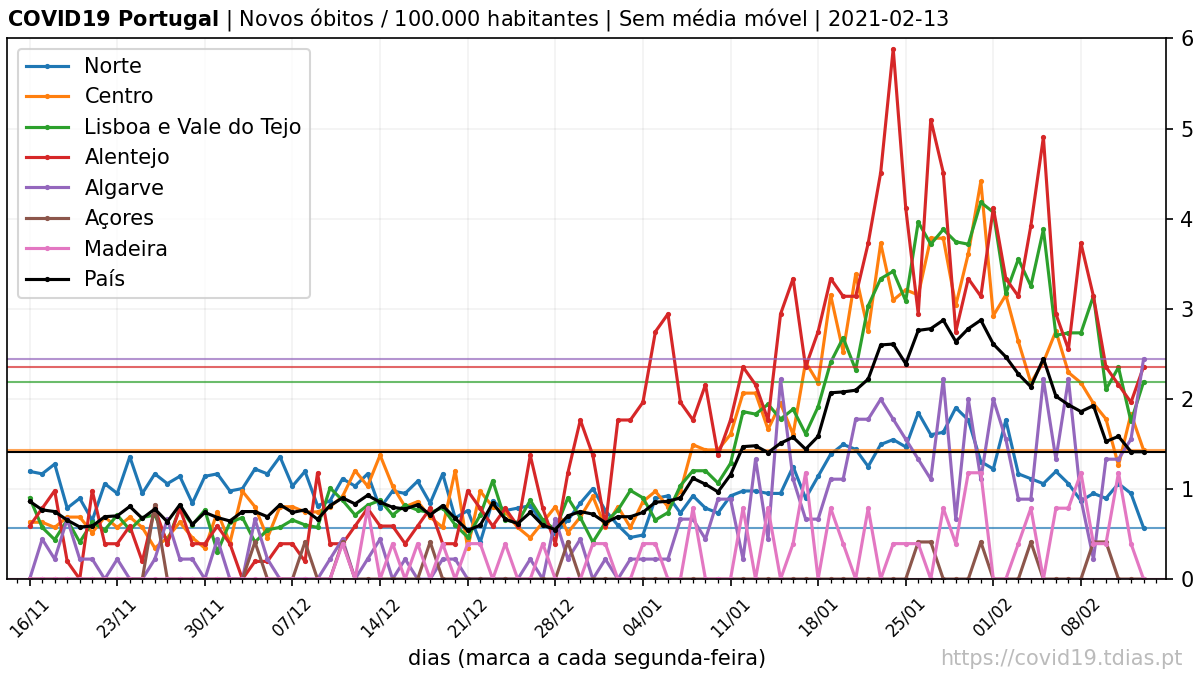 COVID19 Portugal | Novos óbitos / 100.000 habitantes | Sem média móvel | 2021-02-13
Norte
Centro
Lisboa e Vale do Tejo
Alentejo
Algarve
Açores
Madeira
País
6
5
4
3
2
1
0
16/11
23/11
30/11
07/12
14/12
21/12
28/12
04/01
11/01
18/01
25/01
01/02
08/02
dias (marca a cada segunda-feira)
https://covid19.tdias.pt